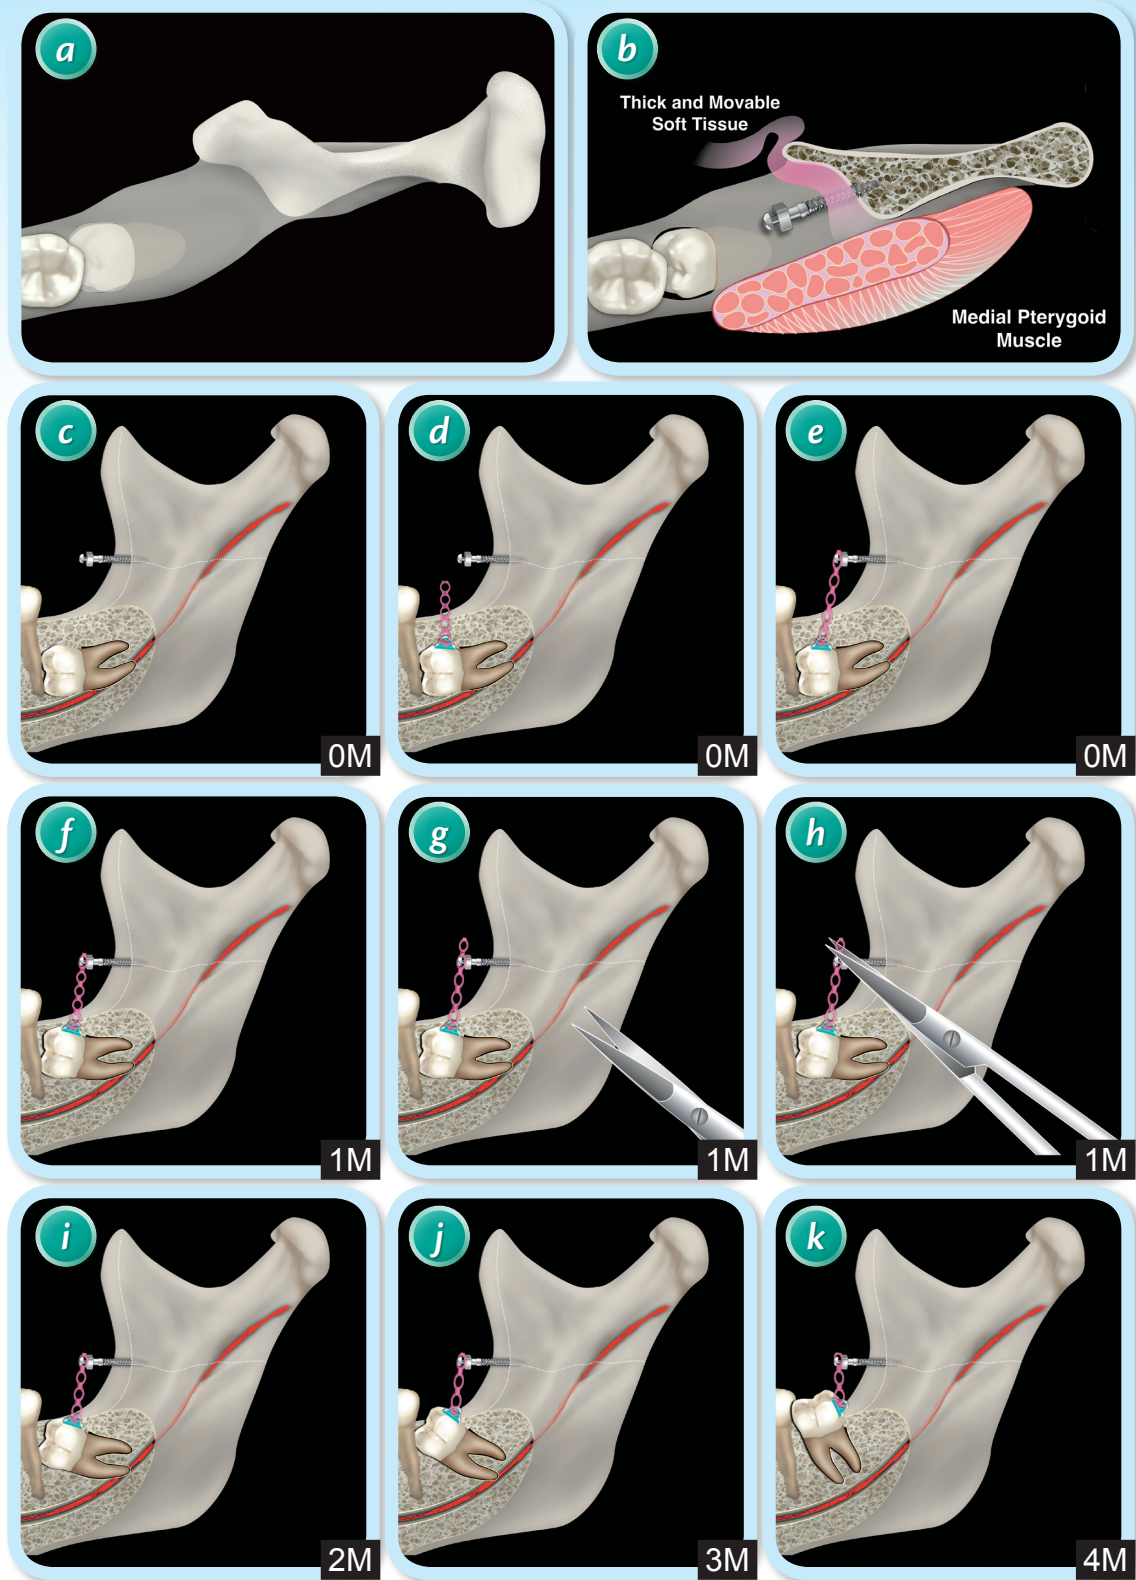 a
b
Thick and Movable
Soft Tissue
Medial Pterygoid
Muscle
c
0M
d
0M
e
0M
f
1M
g
1M
h
1M
i
2M
j
3M
k
4M